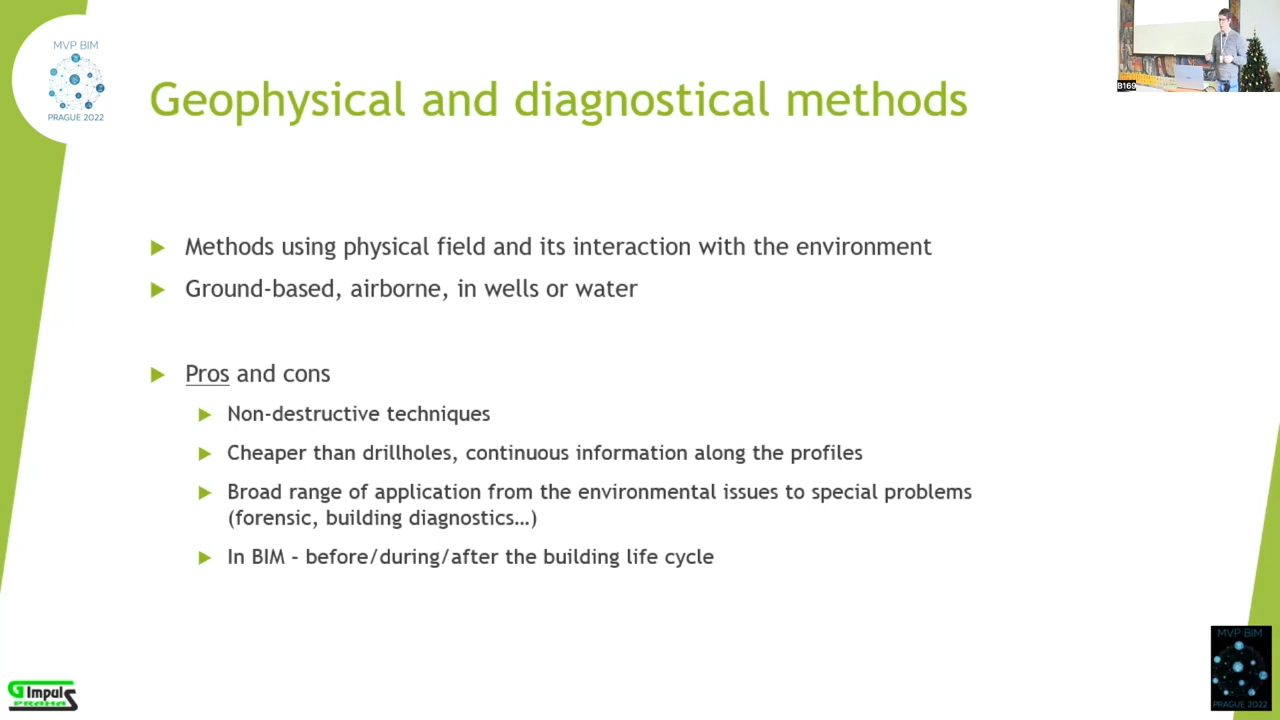 MVP BIM
PRAGUE 2022
B169
Geophysical and diagnostical methods
Methods using physical field and its interaction with the environment
Ground-based, airborne, in wells or water
Pros and cons
Non-destructive techniques
Cheaper than drillholes, continuous information along the profiles
Broad range of application from the environmental issues to special problems
(forensic, building diagnostics…)
In BIM – before/during/after the building life cycle
G Impuls
PRAHA
MVP BIM
PRAGUE 2022